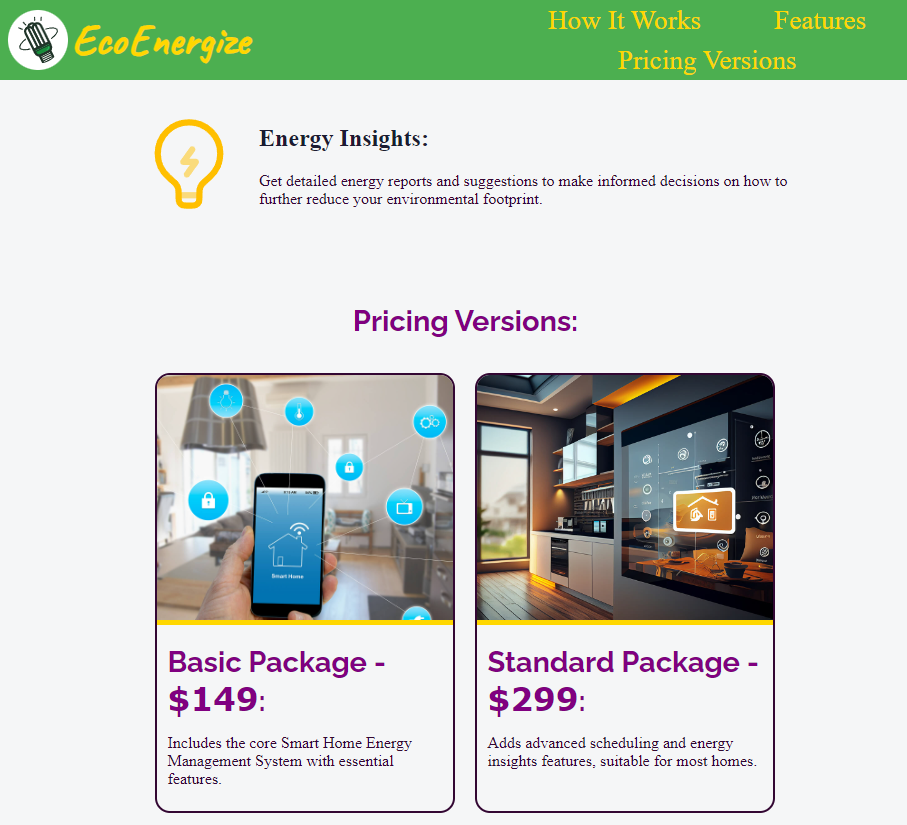 EcoEnergize
How It Works
Features
Pricing Versions
Energy Insights:
Get detailed energy reports and suggestions to make informed decisions on how to
further reduce your environmental footprint.
Pricing Versions:
Smart Home
Basic Package -
$149:
Includes the core Smart Home Energy
Management System with essential
features.
Standard Package -
$299:
Adds advanced scheduling and energy
insights features, suitable for most homes.